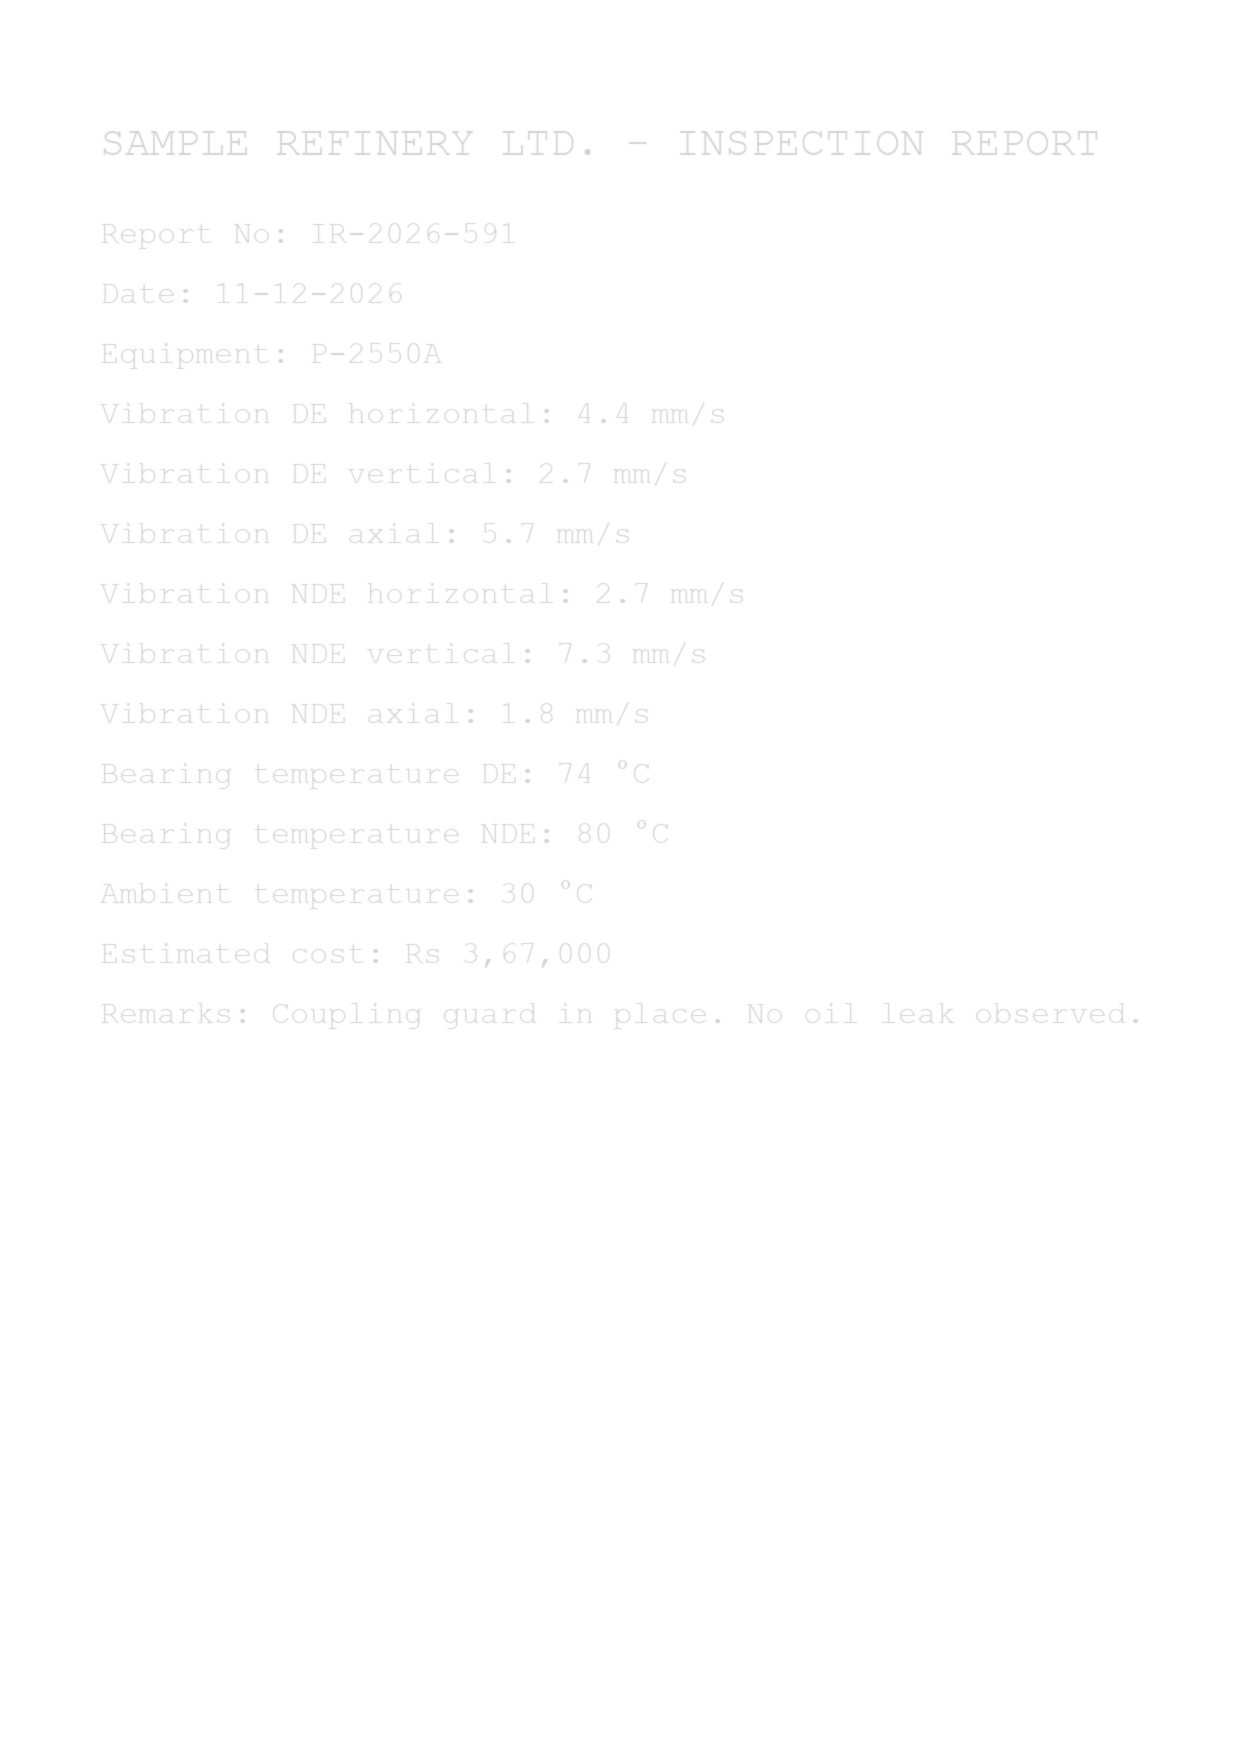 SAMPLE REFINERY LTD. - INSPECTION REPORT
Report No: IR-2026-591
Date: 11-12-2026
Equipment: P-2550A
Vibration DE horizontal: 4.4 mm/s
Vibration DE vertical: 2.7 mm/s
Vibration DE axial: 5.7 mm/s
Vibration NDE horizontal: 2.7 mm/s
Vibration NDE vertical: 7.3 mm/s
Vibration NDE axial: 1.8 mm/s
Bearing temperature DE: 74 °C
Bearing temperature NDE: 80 °C
Ambient temperature: 30 °C
Estimated cost: Rs 3,67,000
Remarks: Coupling guard in place. No oil leak observed.